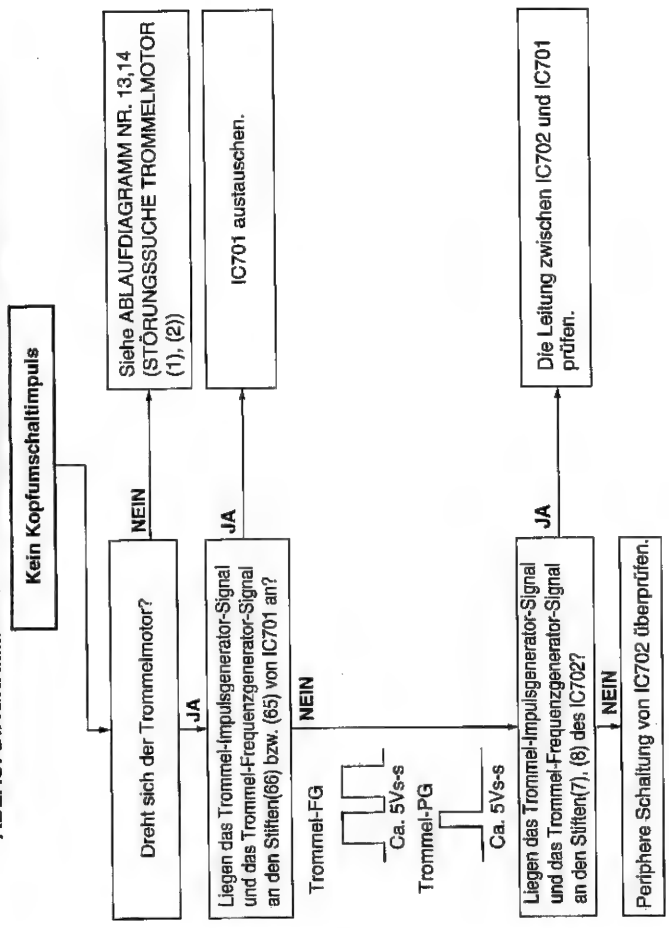 Kein Kopfumschaltimpuls
Dreht sich der Trommelmotor?
NEIN
Siehe ABLAUFDIAGRAMM NR. 13,14
(STÖRUNGSSUCHE TROMMELMOTOR
(1), (2))
JA
Liegen das Trommel-Impulsgenerator-Signal
und das Trommel-Frequenzgenerator-Signal
an den Stiften(66) bzw. (65) von IC701 an?
JA
IC701 austauschen.
NEIN
Trommel-FG
Ca. 5Vs-s
Trommel-PG
Ca. 5Vs-s
Liegen das Trommel-Impulsgenerator-Signal
und das Trommel-Frequenzgenerator-Signal
an den Stiften(7), (8) des IC702?
JA
Die Leitung zwischen IC702 und IC701
prüfen.
NEIN
Periphere Schaltung von IC702 überprüfen.